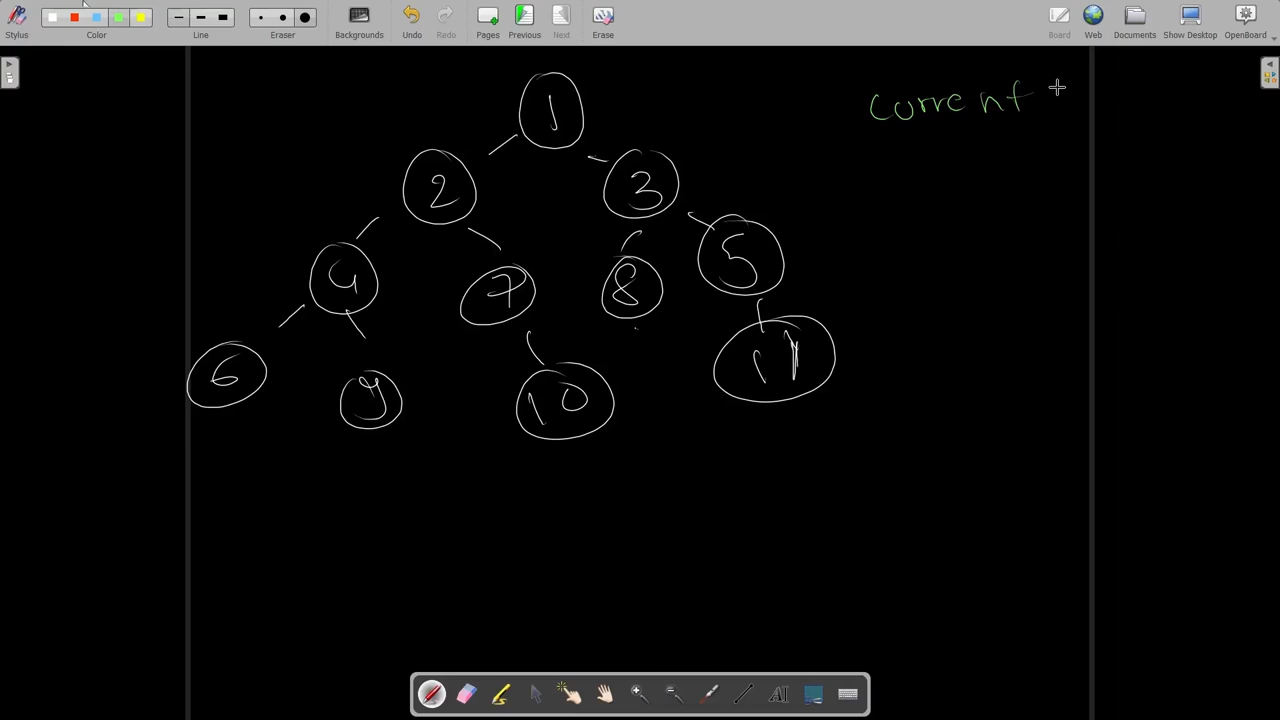 Stylus Color Line Eraser Backgrounds Undo Redo Pages Previous Next Erase Board Web Documents Show Desktop OpenBoard
1
current
2 3
4 7 8 5
6 9 10 11